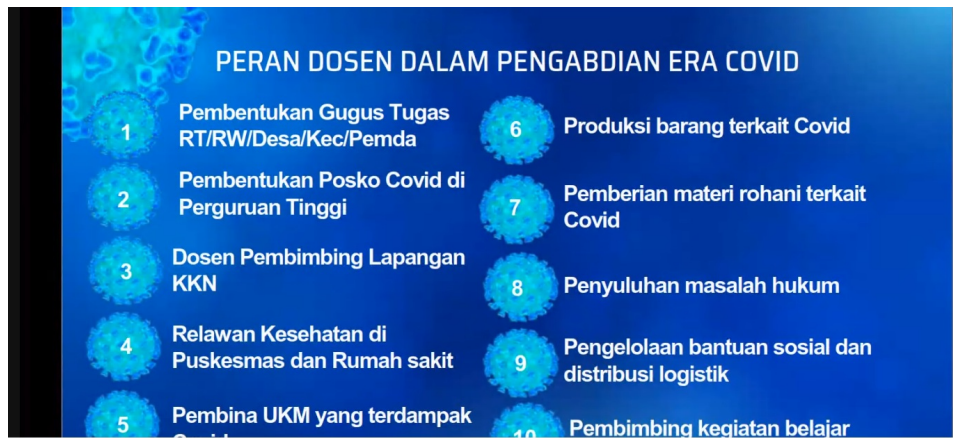 PERAN DOSEN DALAM PENGABDIAN ERA COVID
1
Pembentukan Gugus Tugas
RT/RW/Desa/Kec/Pemda
2
Pembentukan Posko Covid di
Perguruan Tinggi
3
Dosen Pembimbing Lapangan
KKN
4
Relawan Kesehatan di
Puskesmas dan Rumah sakit
5
Pembina UKM yang terdampak
6
Produksi barang terkait Covid
7
Pemberian materi rohani terkait
Covid
8
Penyuluhan masalah hukum
9
Pengelolaan bantuan sosial dan
distribusi logistik
10
Pembimbing kegiatan belajar